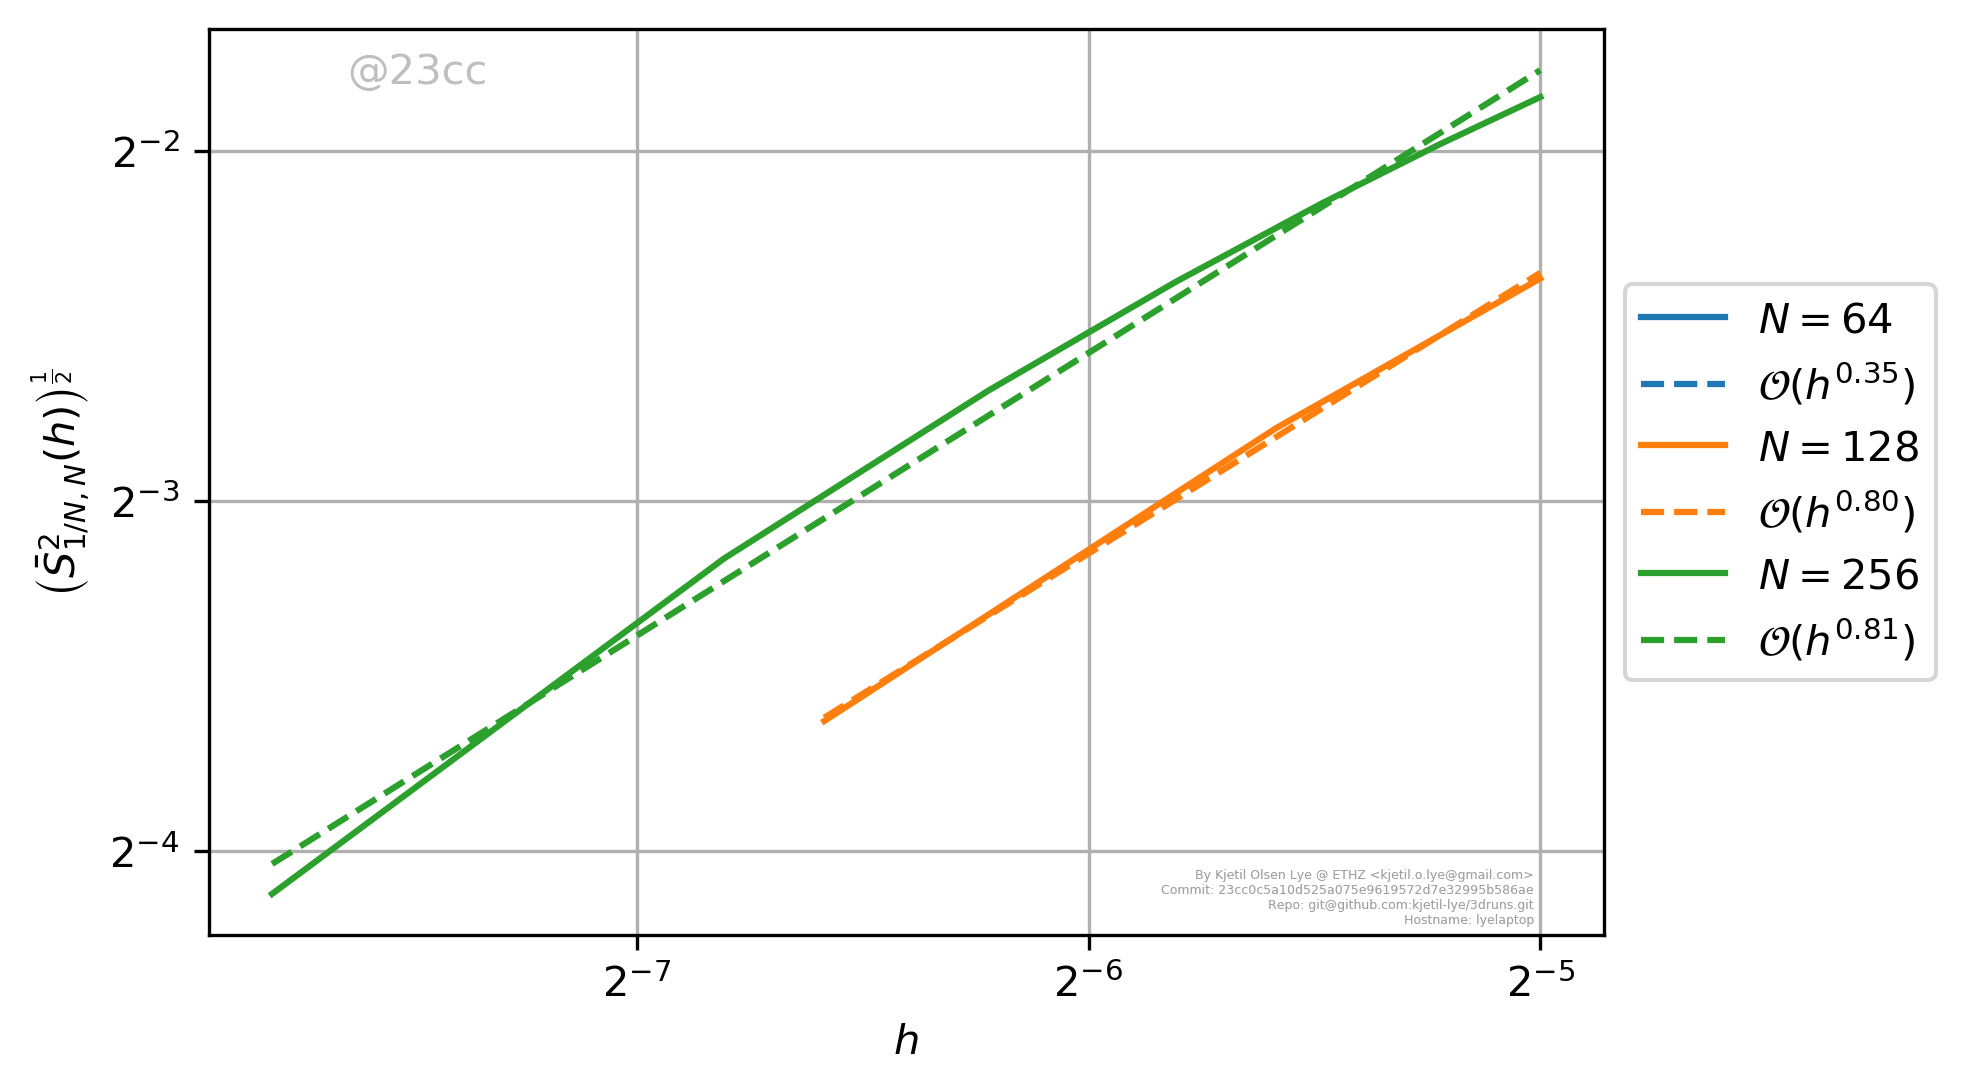 @23cc
2⁻²
2⁻³
2⁻⁴
(S̄²₁/N,N(h))^½
2⁻⁷
2⁻⁶
2⁻⁵
h
N = 64
𝒪(h^0.35)
N = 128
𝒪(h^0.80)
N = 256
𝒪(h^0.81)
By Kjetil Olsen Lye @ ETHZ <kjetil.o.lye@gmail.com>
Commit: 23cc0c5a10d525a075e9619572d7e32995b586ae
Repo: git@github.com:kjetil-lye/3druns.git
Hostname: lyelaptop